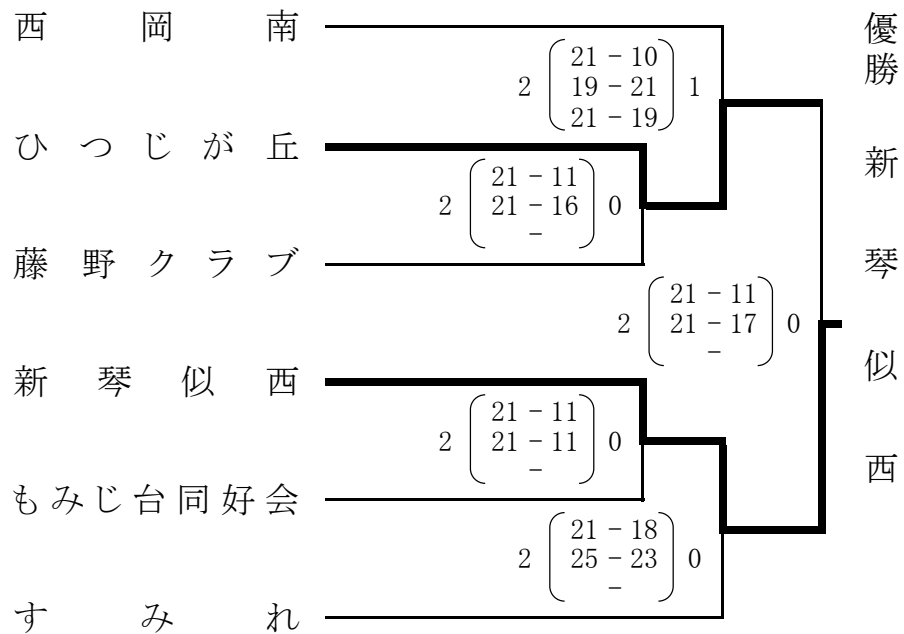 西岡南
2 21 - 10 1
19 - 21
21 - 19
ひつじが丘
2 21 - 11 0
21 - 16
-
藤野クラブ
2 21 - 11 0
21 - 17
-
新琴似西
2 21 - 11 0
21 - 11
-
もみじ台同好会
2 21 - 18 0
25 - 23
-
すみれ
優勝 新琴似西